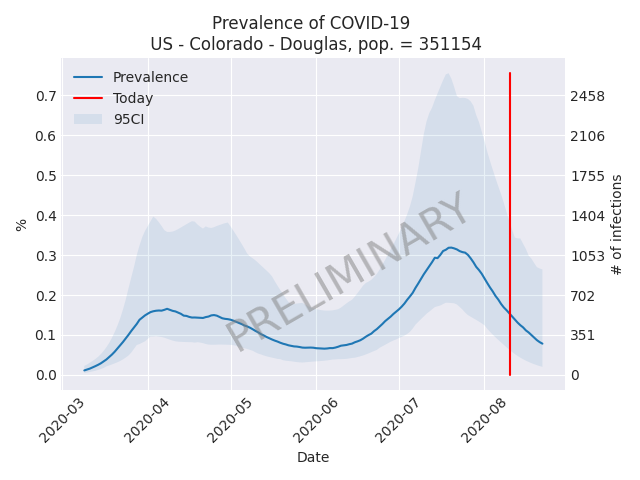 Prevalence of COVID-19
US - Colorado - Douglas, pop. = 351154
Prevalence
Today
95CI
PRELIMINARY
%
0.7
0.6
0.5
0.4
0.3
0.2
0.1
0.0
2458
2106
1755
1404
1053
702
351
0
# of infections
2020-03
2020-04
2020-05
2020-06
2020-07
2020-08
Date